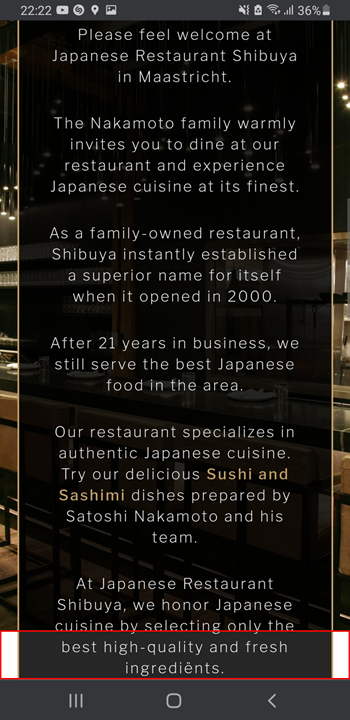 22:22
36%
Please feel welcome at
Japanese Restaurant Shibuya
in Maastricht.
The Nakamoto family warmly
invites you to dine at our
restaurant and experience
Japanese cuisine at its finest.
As a family-owned restaurant,
Shibuya instantly established
a superior name for itself
when it opened in 2000.
After 21 years in business, we
still serve the best Japanese
food in the area.
Our restaurant specializes in
authentic Japanese cuisine.
Try our delicious Sushi and
Sashimi dishes prepared by
Satoshi Nakamoto and his
team.
At Japanese Restaurant
Shibuya, we honor Japanese
cuisine by selecting only the
best high-quality and fresh
ingrediënts.